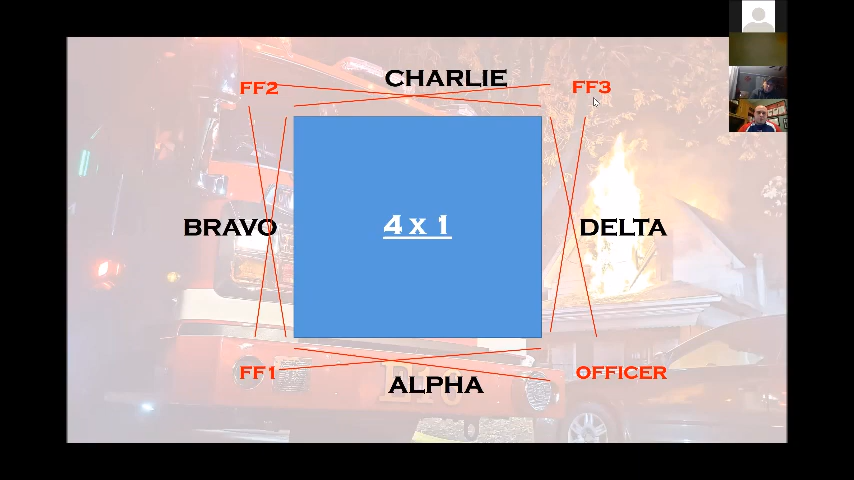 CHARLIE
FF2
FF3
BRAVO
4 x 1
DELTA
FF1
ALPHA
OFFICER